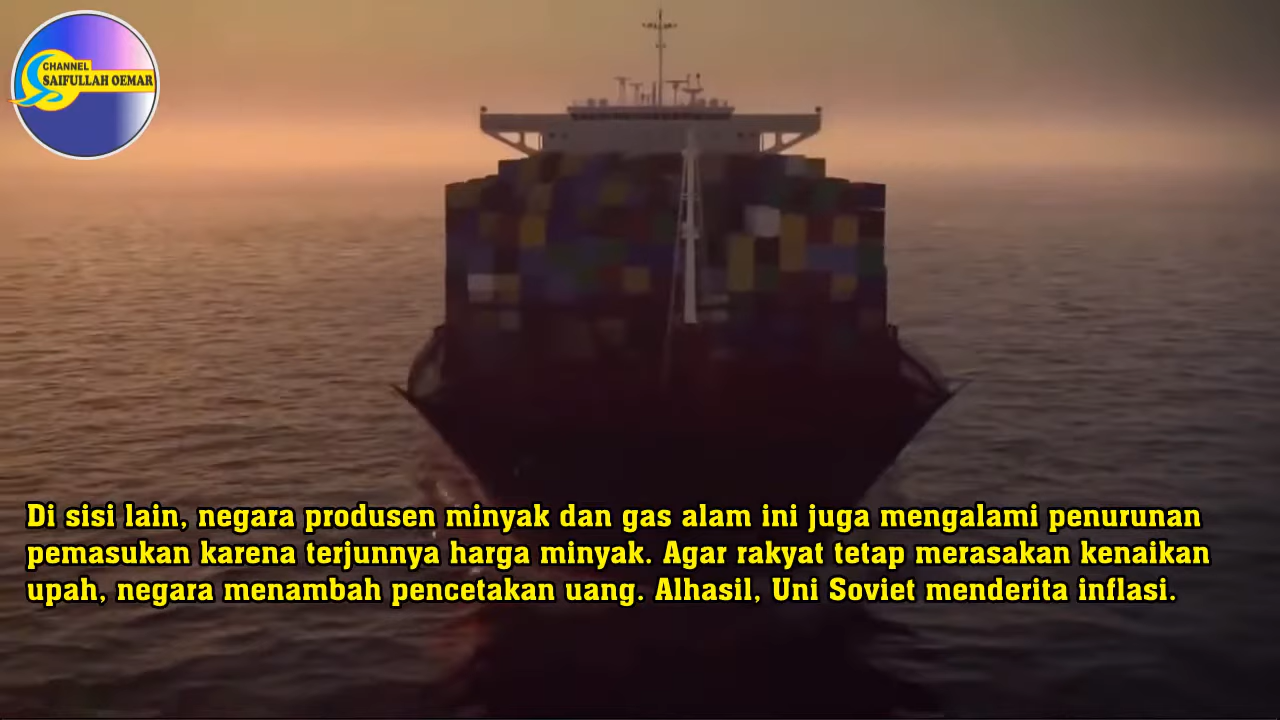 CHANNEL
SAIFULLAH OEMAR
Di sisi lain, negara produsen minyak dan gas alam ini juga mengalami penurunan
pemasukan karena terjunnya harga minyak. Agar rakyat tetap merasakan kenaikan
upah, negara menambah pencetakan uang. Alhasil, Uni Soviet menderita inflasi.